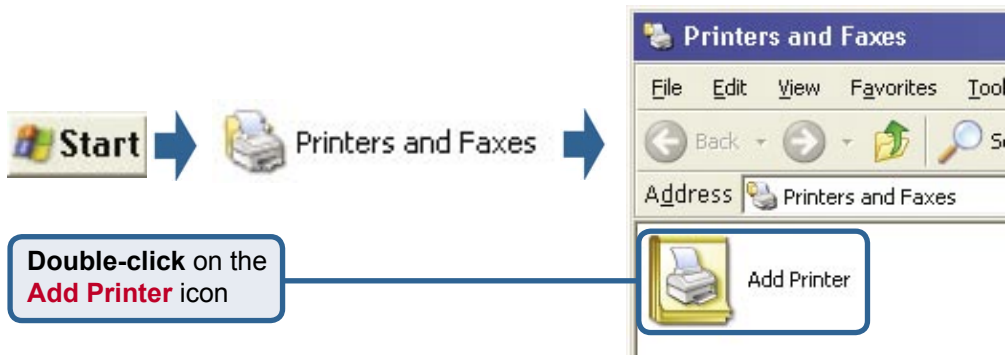 Start
Printers and Faxes
Printers and Faxes
File Edit View Favorites
Back
Address Printers and Faxes
Add Printer
Double-click on the
Add Printer icon